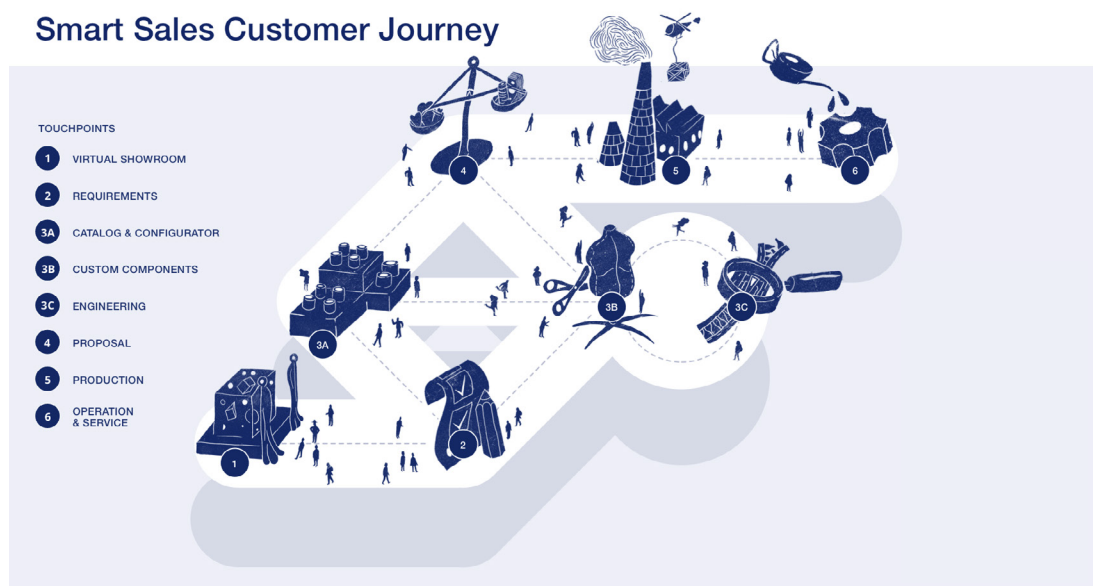 Smart Sales Customer Journey
TOUCHPOINTS
1 VIRTUAL SHOWROOM
2 REQUIREMENTS
3A CATALOG & CONFIGURATOR
3B CUSTOM COMPONENTS
3C ENGINEERING
4 PROPOSAL
5 PRODUCTION
6 OPERATION
& SERVICE
4
5
6
3A
3B
3C
1
2